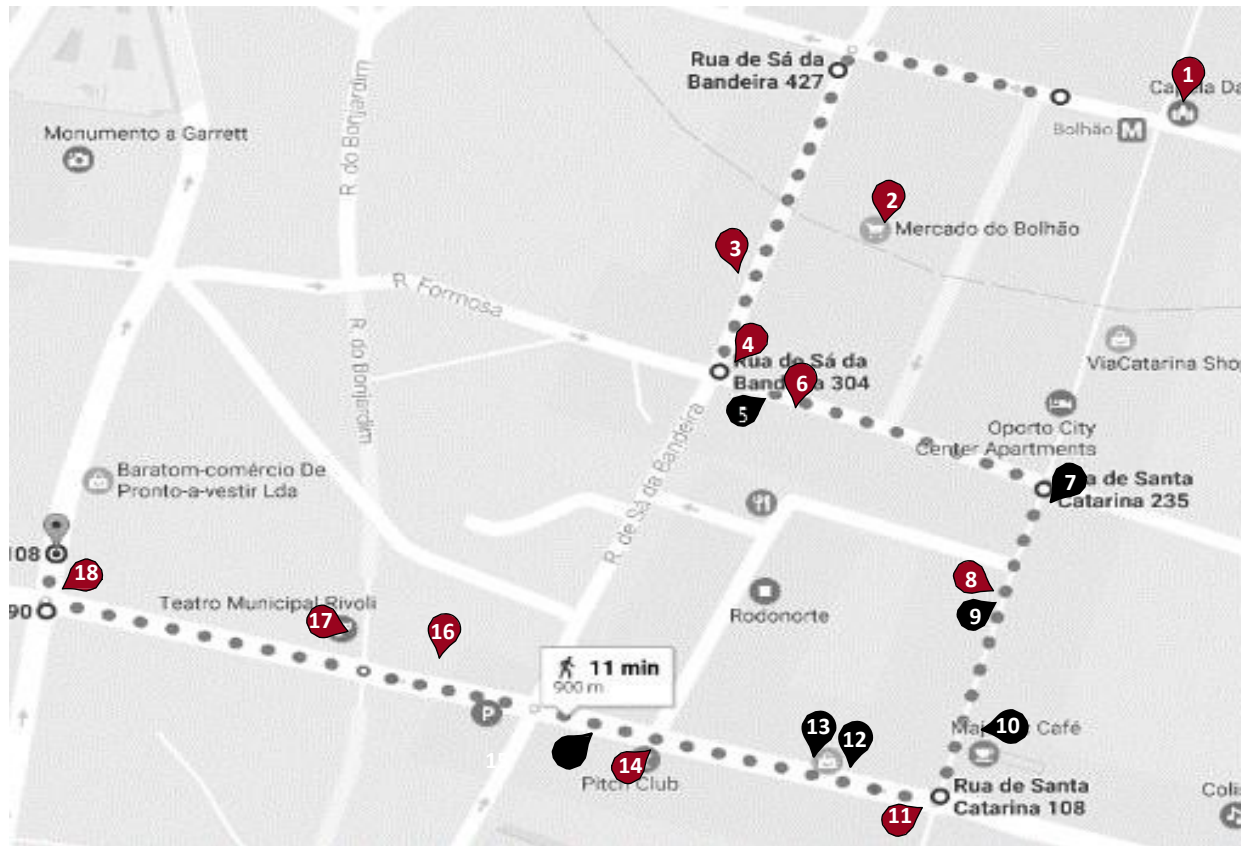 Rua de Sá da
Bandeira 427
1
Bolhão M
Monumento a Garrett
R. do Bonjardim
2
Mercado do Bolhão
3
R. Formosa
4
Rua de Sá da
Bandeira 304
5
6
ViaCatarina
Oporto City
Center Apartments
7
a de Santa
Catarina 235
R. do Bonjardim
R. de Sá da Bandeira
Baratom-comércio De
Pronto-a-vestir Lda
108
18
90
Teatro Municipal Rivoli
17
16
8
9
Rodonorte
11 min
900 m
P
10
Café
13
12
14
Pitch Club
11
Rua de Santa
Catarina 108